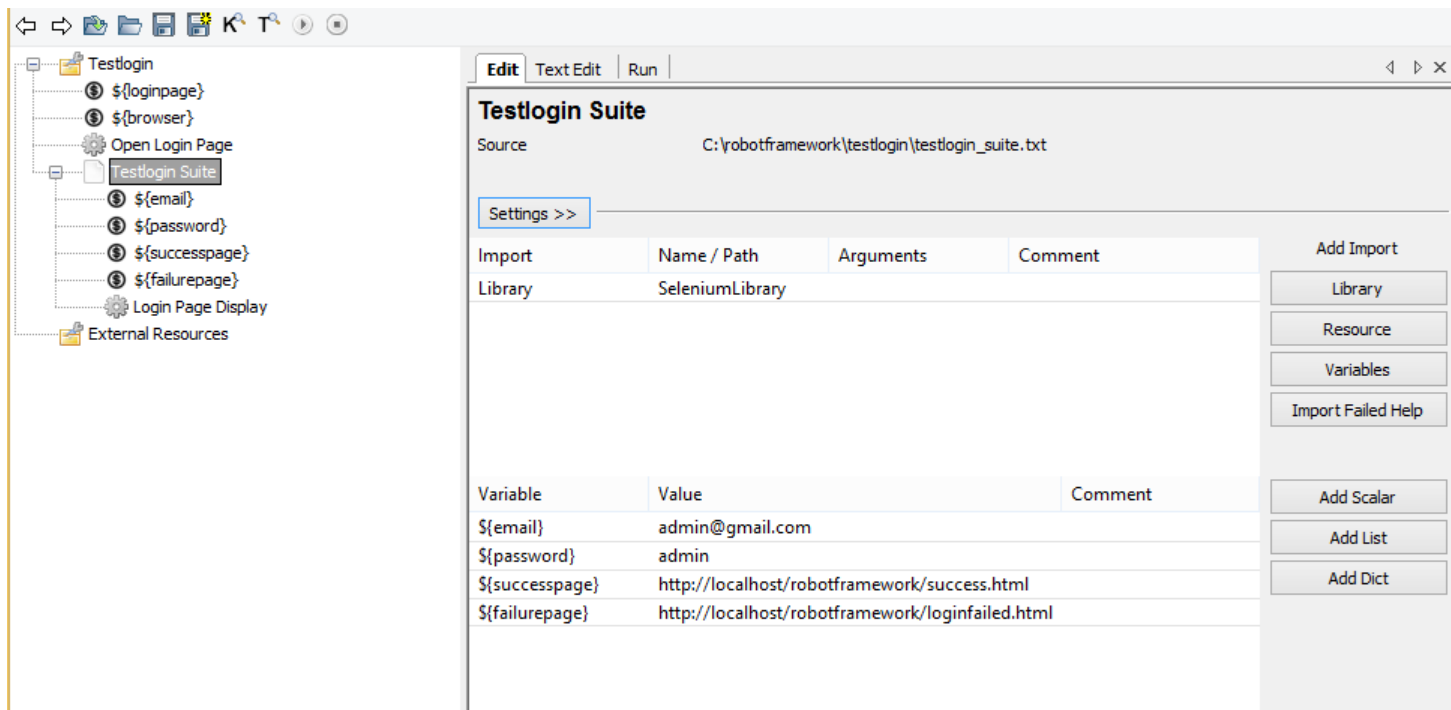 K T
Testlogin
${loginpage}
${browser}
Open Login Page
Testlogin Suite
${email}
${password}
${successpage}
${failurepage}
Login Page Display
External Resources
Edit Text Edit Run
Testlogin Suite
Source C:\robotframework\testlogin\testlogin_suite.txt
Settings >>
Import Name / Path Arguments Comment
Library SeleniumLibrary
Add Import
Library
Resource
Variables
Import Failed Help
Variable Value Comment
${email} admin@gmail.com
${password} admin
${successpage} http://localhost/robotframework/success.html
${failurepage} http://localhost/robotframework/loginfailed.html
Add Scalar
Add List
Add Dict